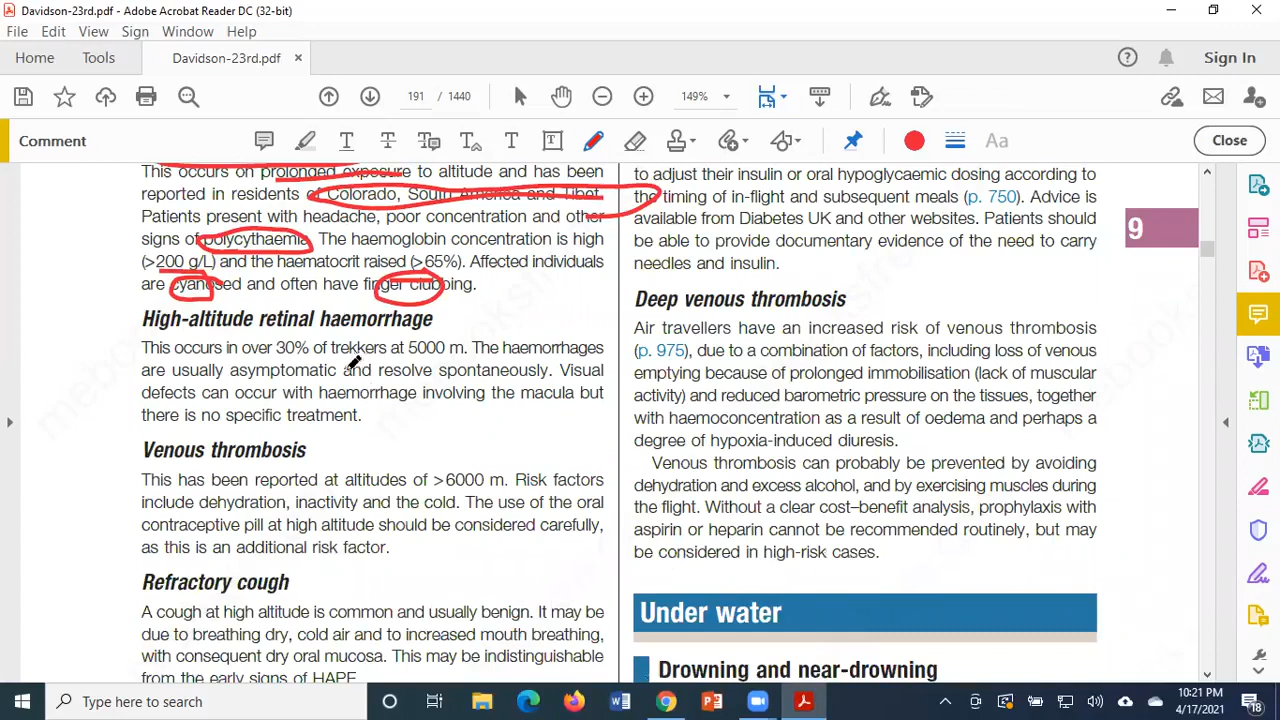 Davidson-23rd.pdf - Adobe Acrobat Reader DC (32-bit)
File Edit View Sign Window Help
Home Tools Davidson-23rd.pdf × Sign In
191 / 1440 149%
Comment Close
This occurs on prolonged exposure to altitude and has been
reported in residents of Colorado, South America and Tibet.
Patients present with headache, poor concentration and other
signs of polycythaemia. The haemoglobin concentration is high
(>200 g/L) and the haematocrit raised (>65%). Affected individuals
are cyanosed and often have finger clubbing.
High-altitude retinal haemorrhage
This occurs in over 30% of trekkers at 5000 m. The haemorrhages
are usually asymptomatic and resolve spontaneously. Visual
defects can occur with haemorrhage involving the macula but
there is no specific treatment.
Venous thrombosis
This has been reported at altitudes of >6000 m. Risk factors
include dehydration, inactivity and the cold. The use of the oral
contraceptive pill at high altitude should be considered carefully,
as this is an additional risk factor.
Refractory cough
A cough at high altitude is common and usually benign. It may be
due to breathing dry, cold air and to increased mouth breathing,
with consequent dry oral mucosa. This may be indistinguishable
from the early signs of HAPE.
to adjust their insulin or oral hypoglycaemic dosing according to
the timing of in-flight and subsequent meals (p. 750). Advice is
available from Diabetes UK and other websites. Patients should
be able to provide documentary evidence of the need to carry
needles and insulin.
Deep venous thrombosis
Air travellers have an increased risk of venous thrombosis
(p. 975), due to a combination of factors, including loss of venous
emptying because of prolonged immobilisation (lack of muscular
activity) and reduced barometric pressure on the tissues, together
with haemoconcentration as a result of oedema and perhaps a
degree of hypoxia-induced diuresis.
Venous thrombosis can probably be prevented by avoiding
dehydration and excess alcohol, and by exercising muscles during
the flight. Without a clear cost–benefit analysis, prophylaxis with
aspirin or heparin cannot be recommended routinely, but may
be considered in high-risk cases.
Under water
Drowning and near-drowning
9
Type here to search
10:21 PM
4/17/2021
18